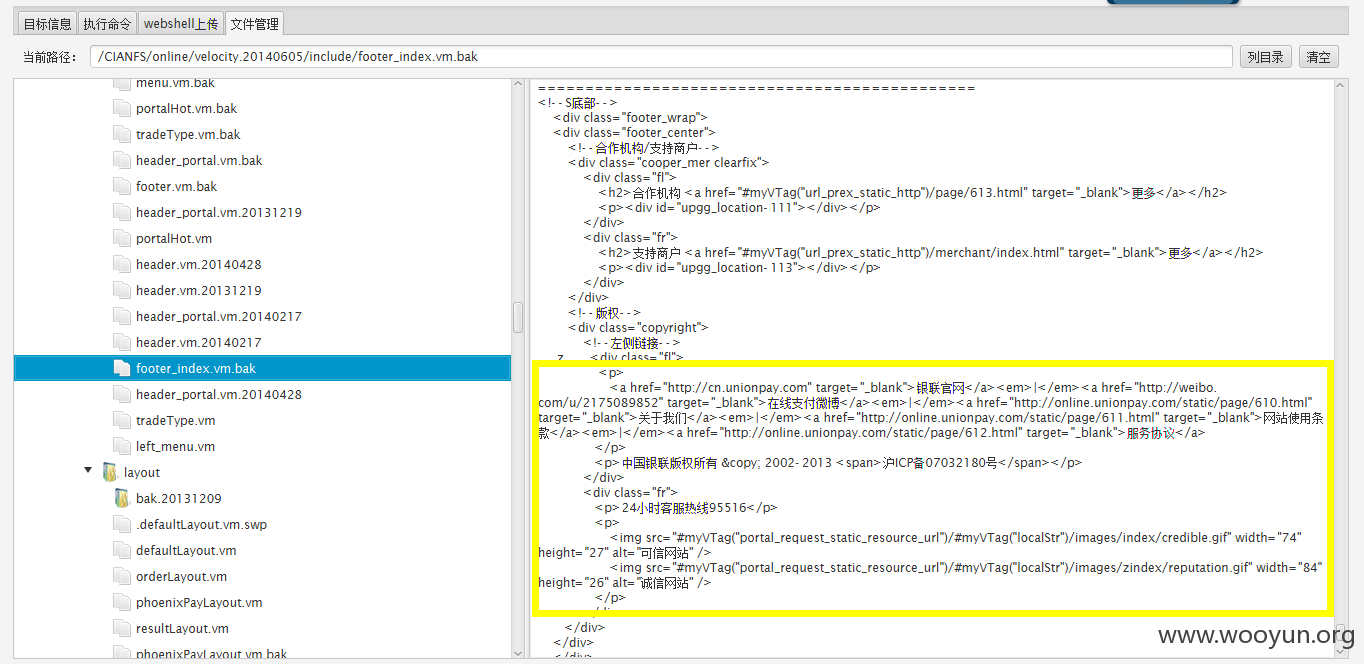 目标信息 执行命令 webshell上传 文件管理
当前路径： /CIANFS/online/velocity.20140605/include/footer_index.vm.bak 列目录 清空
menu.vm.bak
portalHot.vm.bak
tradeType.vm.bak
header_portal.vm.bak
footer.vm.bak
header_portal.vm.20131219
portalHot.vm
header.vm.20140428
header.vm.20131219
header_portal.vm.20140217
header.vm.20140217
footer_index.vm.bak
header_portal.vm.20140428
tradeType.vm
left_menu.vm
layout
bak.20131209
.defaultLayout.vm.swp
defaultLayout.vm
orderLayout.vm
phoenixPayLayout.vm
resultLayout.vm
phoenixPayLayout.vm.bak
==============================================
<!--S底部-->
<div class="footer_wrap">
<div class="footer_center">
<!--合作机构/支持商户-->
<div class="cooper_mer clearfix">
<div class="fl">
<h2>合作机构 <a href="#myVTag("url_prex_static_http")/page/613.html" target="_blank">更多</a></h2>
<p><div id="upgg_location-111"></div></p>
</div>
<div class="fr">
<h2>支持商户 <a href="#myVTag("url_prex_static_http")/merchant/index.html" target="_blank">更多</a></h2>
<p><div id="upgg_location-113"></div></p>
</div>
</div>
<!--版权-->
<div class="copyright">
<!--左侧链接-->
z <div class="fl">
<p>
<a href="http://cn.unionpay.com" target="_blank">银联官网</a><em>|</em><a href="http://weibo.
com/u/2175089852" target="_blank">在线支付微博</a><em>|</em><a href="http://online.unionpay.com/static/page/610.html"
target="_blank">关于我们</a><em>|</em><a href="http://online.unionpay.com/static/page/611.html" target="_blank">网站使用条
款</a><em>|</em><a href="http://online.unionpay.com/static/page/612.html" target="_blank">服务协议</a>
</p>
<p>中国银联版权所有 &copy; 2002-2013 <span>沪ICP备07032180号</span></p>
</div>
<div class="fr">
<p>24小时客服热线95516</p>
<p>
<img src="#myVTag("portal_request_static_resource_url")/#myVTag("localStr")/images/index/credible.gif" width="74"
height="27" alt="可信网站" />
<img src="#myVTag("portal_request_static_resource_url")/#myVTag("localStr")/images/zindex/reputation.gif" width="84"
height="26" alt="诚信网站" />
</p>
</div>
</div>
www.wooyun.org